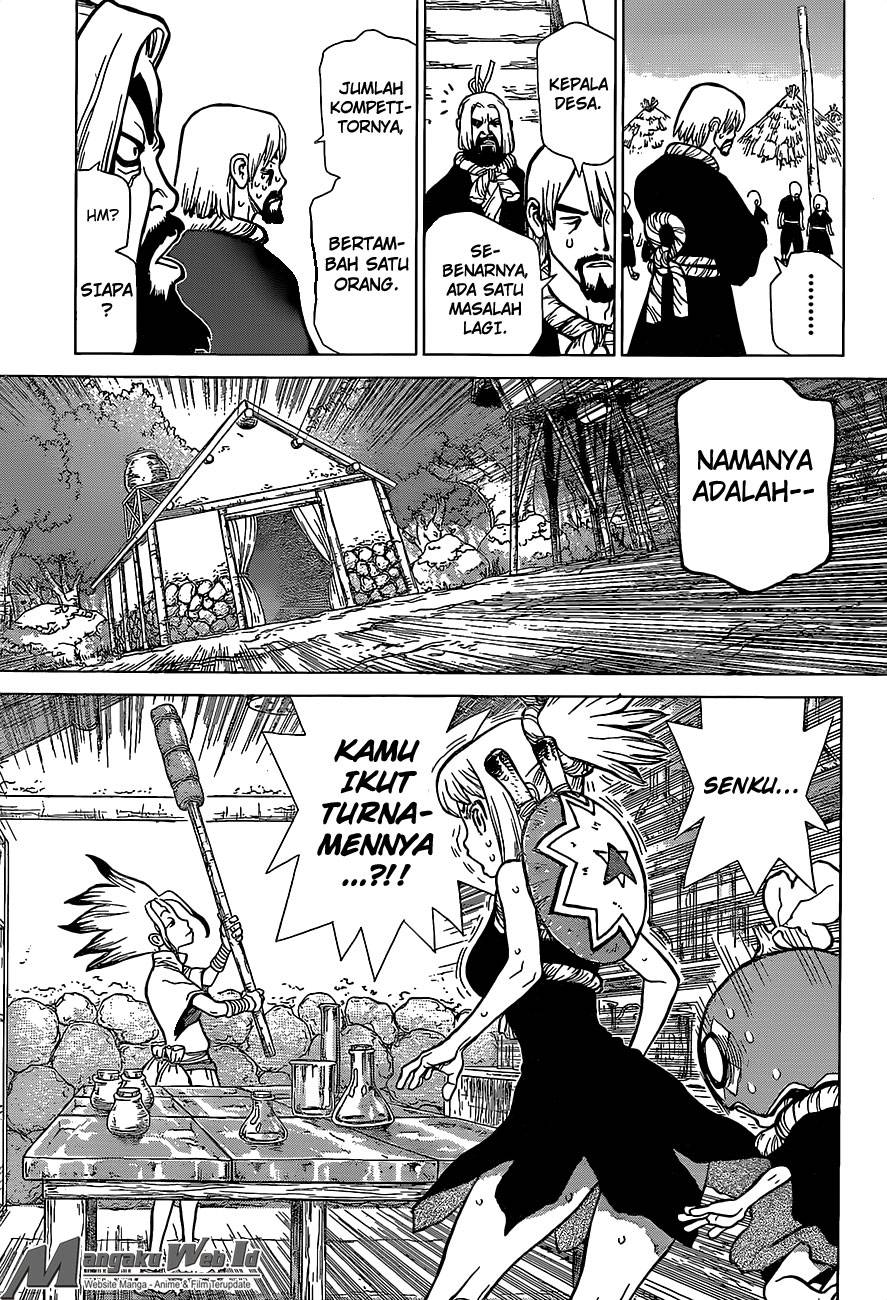 KEPALA
DESA.
SE-
BENARNYA,
ADA SATU
MASALAH
LAGI.
JUMLAH
KOMPETI-
TORNYA,
BERTAM-
BAH SATU
ORANG.
HM?
SIAPA
?
NAMANYA
ADALAH--
SENKU...
KAMU
IKUT
TURNA-
MENNYA
...?!!
Mangaku.Web.Id
Website Manga - Anime & Film Terupdate